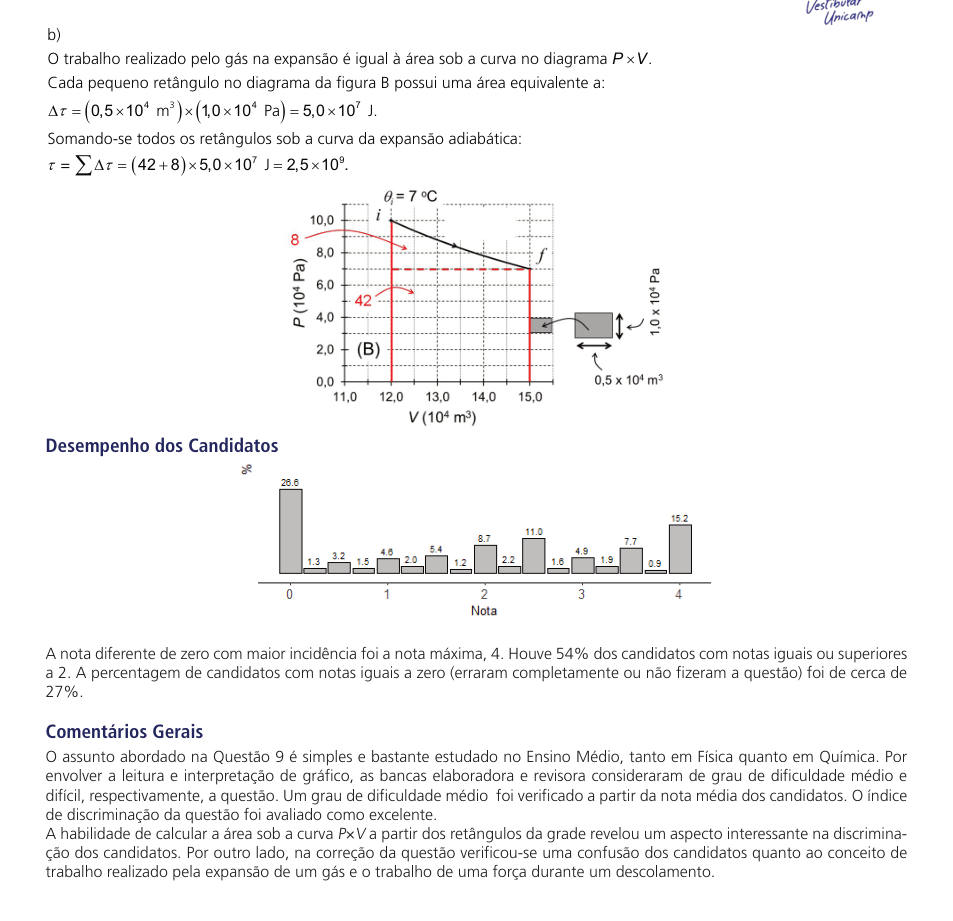 Vestibular
Unicamp
b)
O trabalho realizado pelo gás na expansão é igual à área sob a curva no diagrama P × V.
Cada pequeno retângulo no diagrama da figura B possui uma área equivalente a:
Δτ = (0,5×10⁴ m³)×(1,0×10⁴ Pa) = 5,0×10⁷ J.
Somando-se todos os retângulos sob a curva da expansão adiabática:
τ = ∑Δτ = (42+8)×5,0×10⁷ J = 2,5×10⁹.
θᵢ = 7 ºC
i
10,0
8
8,0
f
6,0
42
4,0
2,0
(B)
0,0
P (10⁴ Pa)
11,0 12,0 13,0 14,0 15,0
V (10⁴ m³)
1,0 x 10⁴ Pa
0,5 x 10⁴ m³
Desempenho dos Candidatos
%
26.6 1.3 3.2 1.5 4.6 2.0 5.4 1.2 8.7 2.2 11.0 1.6 4.9 1.9 7.7 0.9 15.2
0 1 2 3 4
Nota
A nota diferente de zero com maior incidência foi a nota máxima, 4. Houve 54% dos candidatos com notas iguais ou superiores
a 2. A percentagem de candidatos com notas iguais a zero (erraram completamente ou não fizeram a questão) foi de cerca de
27%.
Comentários Gerais
O assunto abordado na Questão 9 é simples e bastante estudado no Ensino Médio, tanto em Física quanto em Química. Por
envolver a leitura e interpretação de gráfico, as bancas elaboradora e revisora consideraram de grau de dificuldade médio e
difícil, respectivamente, a questão. Um grau de dificuldade médio foi verificado a partir da nota média dos candidatos. O índice
de discriminação da questão foi avaliado como excelente.
A habilidade de calcular a área sob a curva P×V a partir dos retângulos da grade revelou um aspecto interessante na discrimina-
ção dos candidatos. Por outro lado, na correção da questão verificou-se uma confusão dos candidatos quanto ao conceito de
trabalho realizado pela expansão de um gás e o trabalho de uma força durante um descolamento.